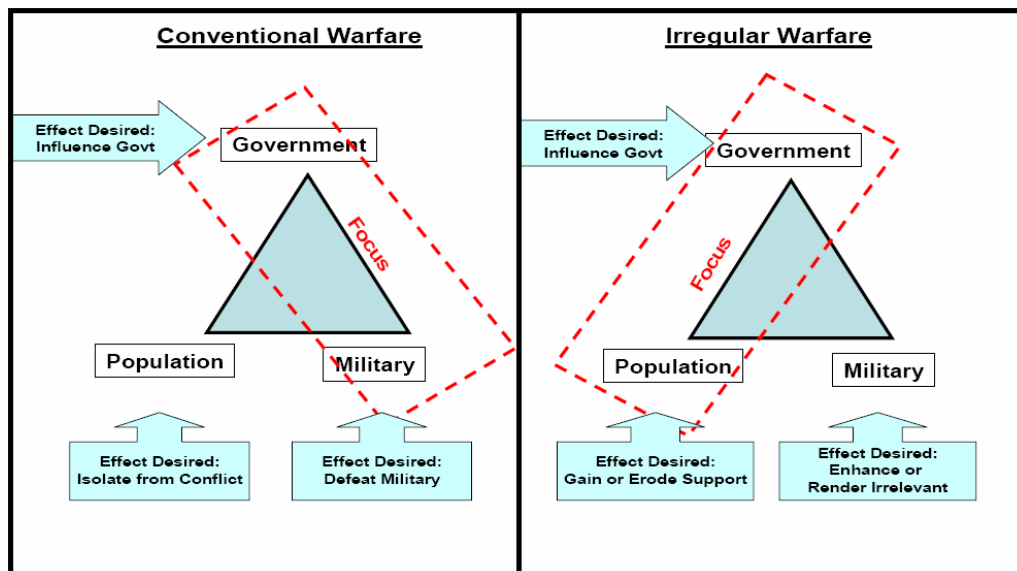 Conventional Warfare
Effect Desired:
Influence Govt
Government
Focus
Population
Military
Effect Desired:
Isolate from Conflict
Effect Desired:
Defeat Military
Irregular Warfare
Effect Desired:
Influence Govt
Government
Focus
Population
Military
Effect Desired:
Gain or Erode Support
Effect Desired:
Enhance or
Render Irrelevant